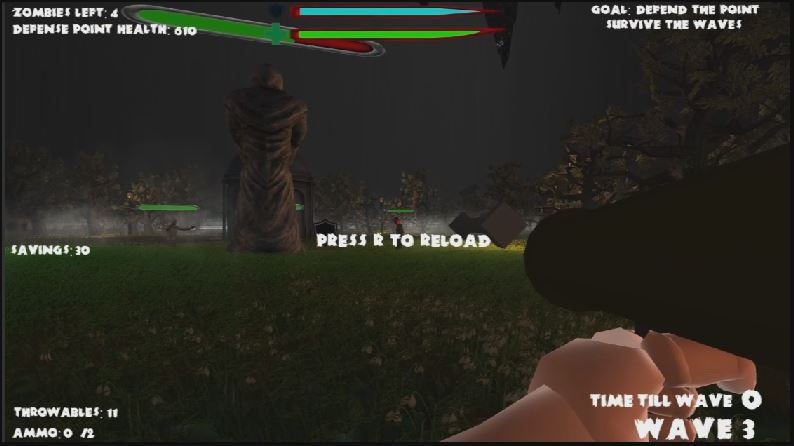 ZOMBIES LEFT: 4
DEFENSE POINT HEALTH: 610
GOAL: DEFEND THE POINT
SURVIVE THE WAVES
PRESS R TO RELOAD
SAVINGS: 30
THROWABLES: 11
AMMO: 0 /2
TIME TILL WAVE 0
WAVE 3